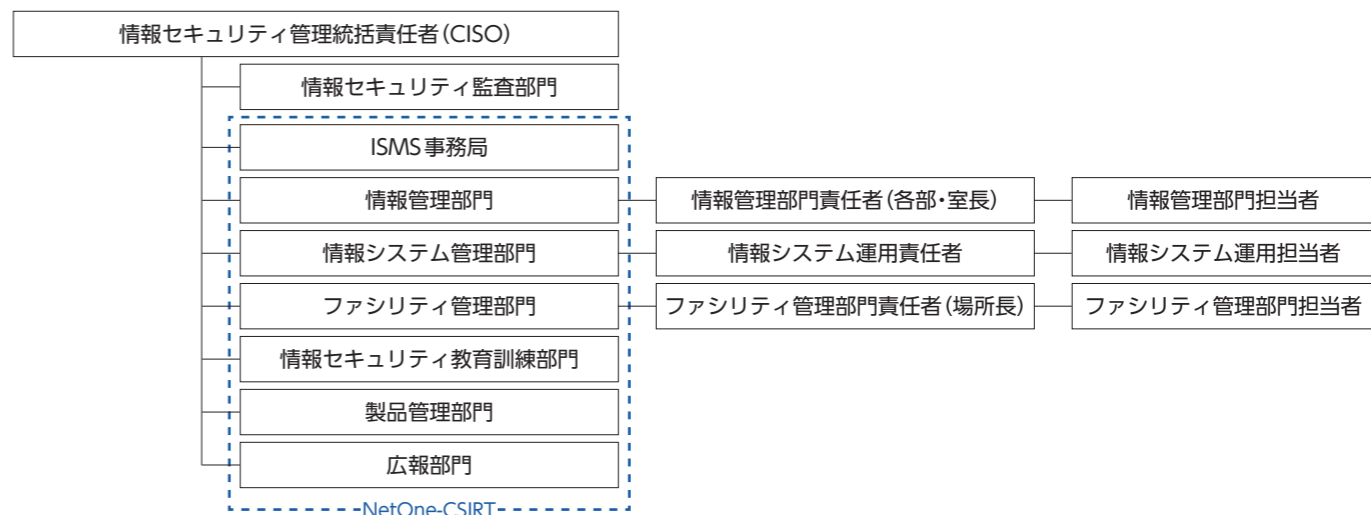 情報セキュリティ管理統括責任者(CISO)
情報セキュリティ監査部門
ISMS事務局
情報管理部門 情報管理部門責任者(各部・室長) 情報管理部門担当者
情報システム管理部門 情報システム運用責任者 情報システム運用担当者
ファシリティ管理部門 ファシリティ管理部門責任者(場所長) ファシリティ管理部門担当者
情報セキュリティ教育訓練部門
製品管理部門
広報部門
NetOne-CSIRT